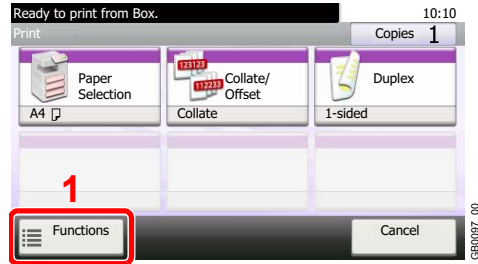 Ready to print from Box.
10:10
Print
Copies 1
123123
112233
Paper
Selection
Collate/
Offset
Duplex
A4
Collate
1-sided
1
Functions
Cancel
GB0097_00